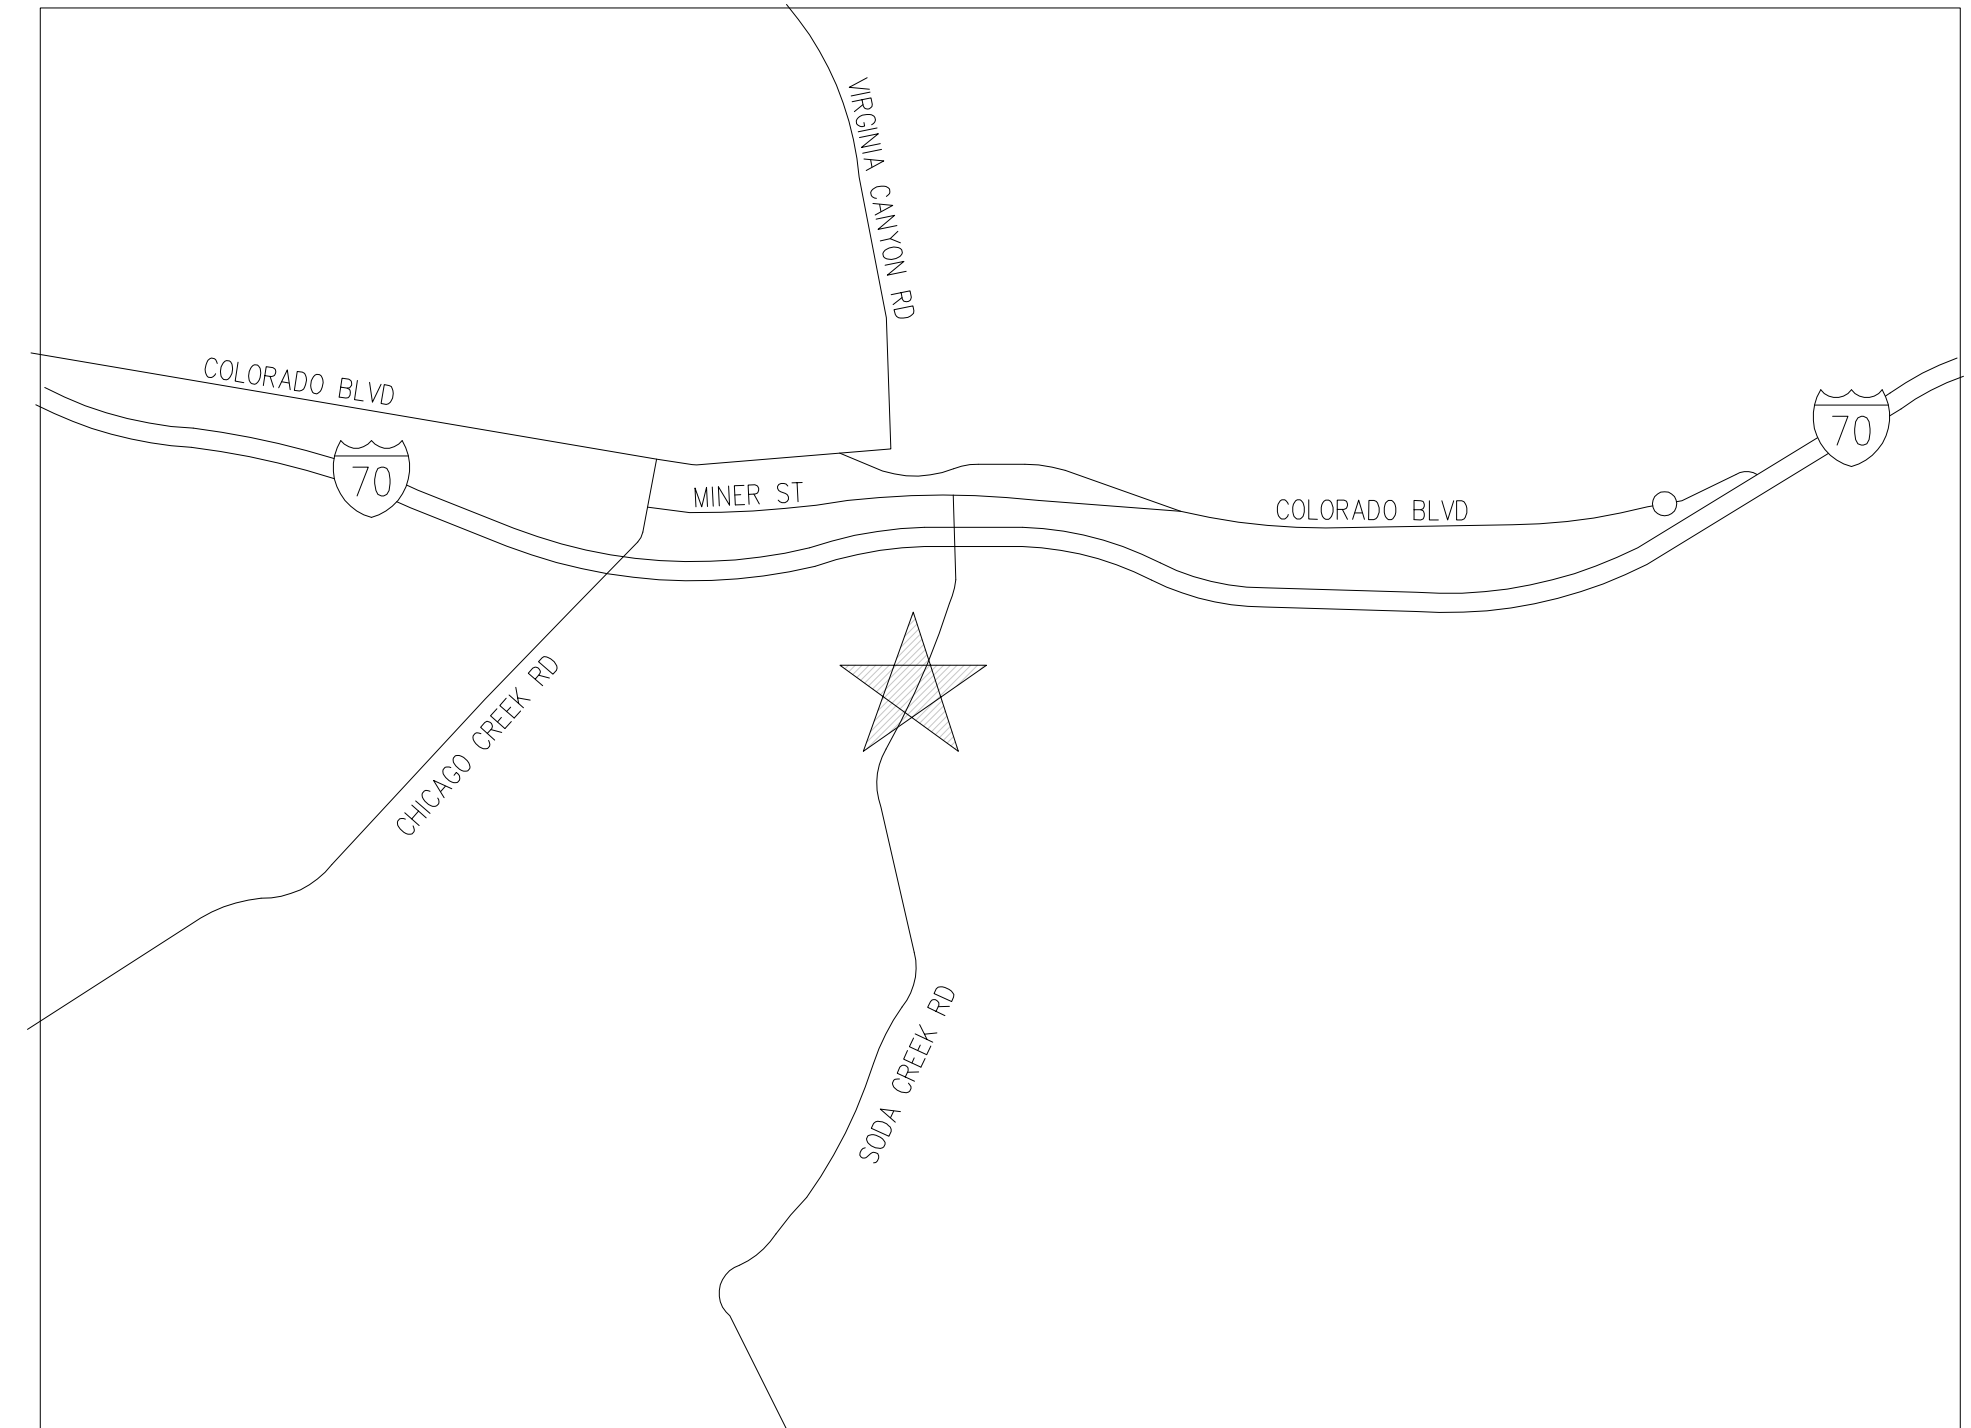 VIRGINIA CANYON RD
COLORADO BLVD
70
70
MINER ST
COLORADO BLVD
CHICAGO CREEK RD
SODA CREEK RD